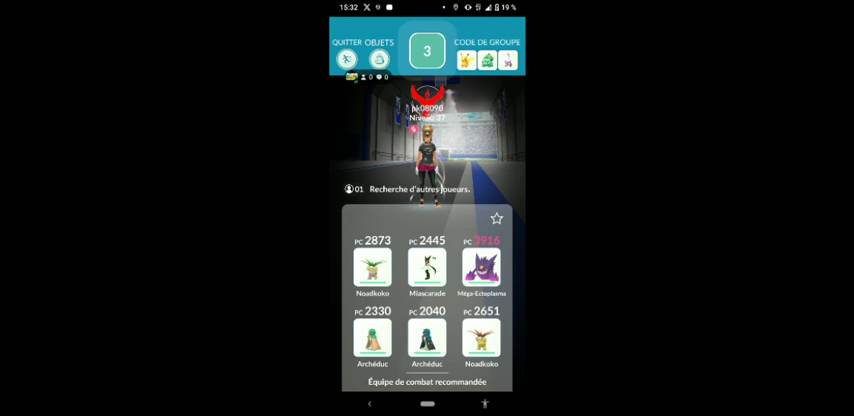 15:32 19 %
QUITTER OBJETS 3 CODE DE GROUPE
0 0
pk08090
Niveau 37
01 Recherche d'autres joueurs.
PC 2873 PC 2445 PC 3916
Noadkoko Miascarade Méga-Ectoplasma
PC 2330 PC 2040 PC 2651
Archéduc Archéduc Noadkoko
Équipe de combat recommandée